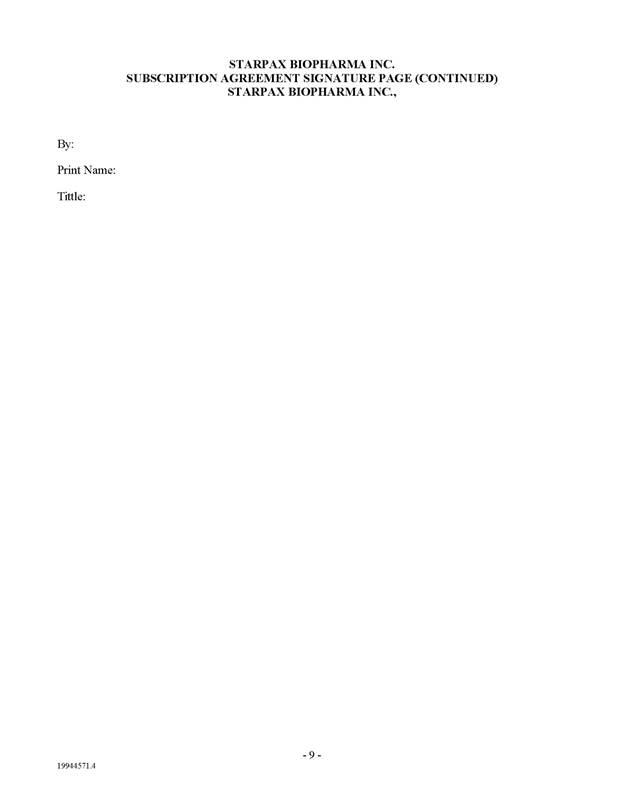 STARPAX BIOPHARMA INC.
SUBSCRIPTION AGREEMENT SIGNATURE PAGE (CONTINUED)
STARPAX BIOPHARMA INC.,
By:
Print Name:
Tittle:
- 9 -
19944571.4